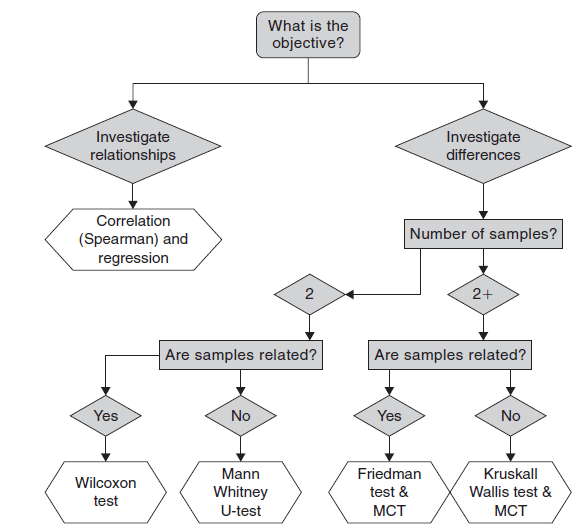 What is the
objective?
Investigate
relationships
Investigate
differences
Correlation
(Spearman) and
regression
Number of samples?
2
2+
Are samples related?
Are samples related?
Yes
No
Yes
No
Wilcoxon
test
Mann
Whitney
U-test
Friedman
test &
MCT
Kruskall
Wallis test &
MCT